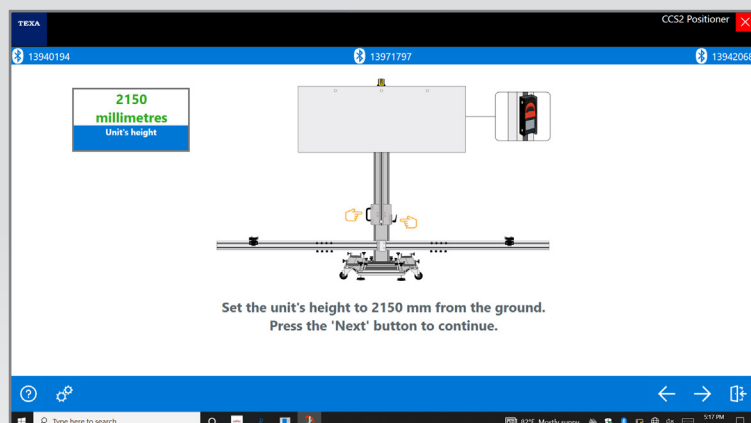 TEXA
CCS2 Positioner
13940194
13971797
13942068
2150
millimetres
Unit's height
Set the unit's height to 2150 mm from the ground.
Press the 'Next' button to continue.
Type here to search
82°F Mostly sunny
5:17 PM